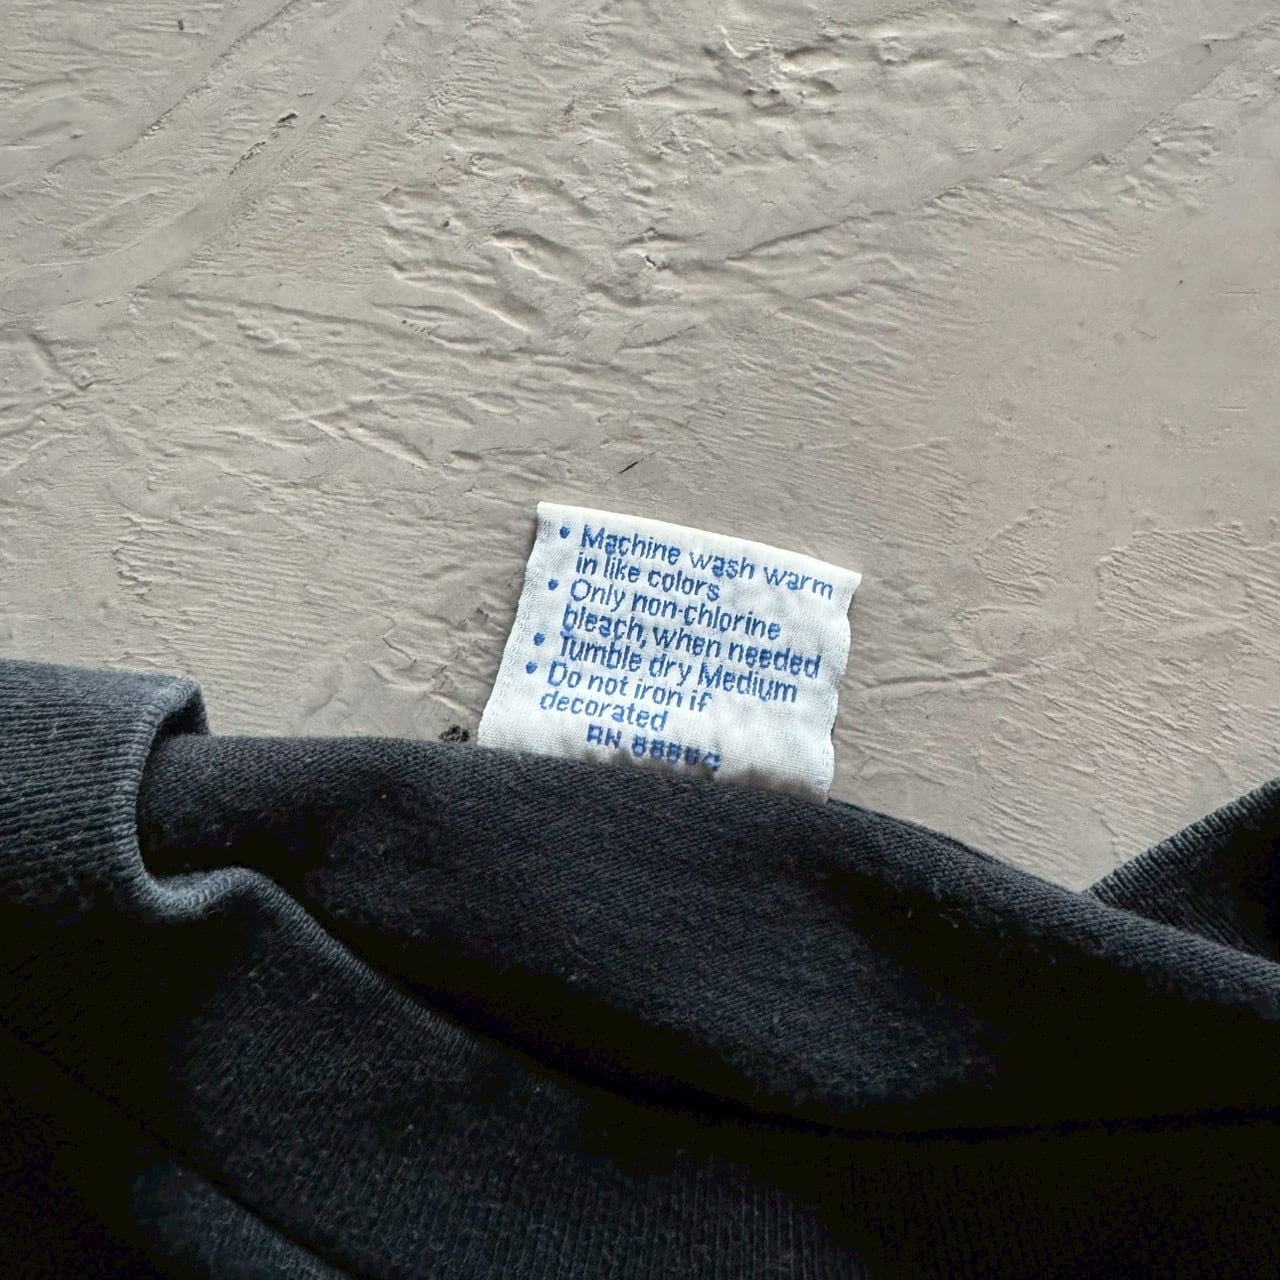 • Machine wash warm
in like colors
• Only non-chlorine
bleach, when needed
• Tumble dry Medium
• Do not iron if
decorated
RN